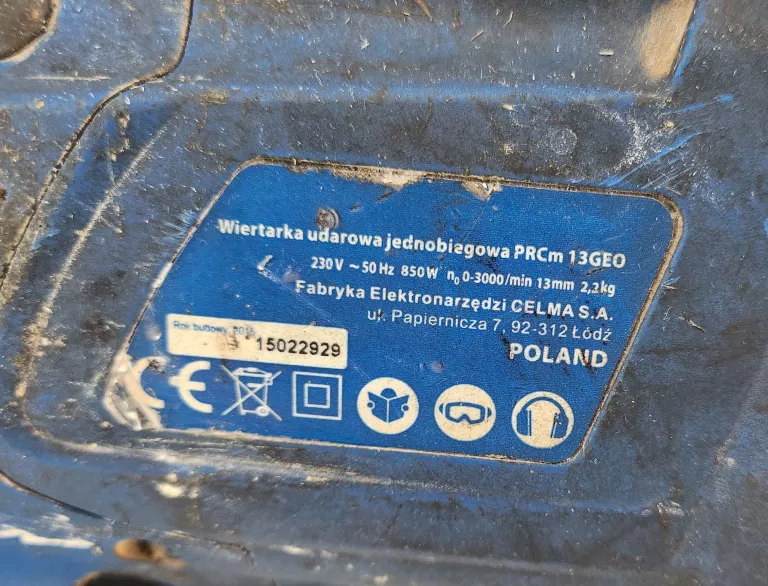 Wiertarka udarowa jednobiegowa PRCm 13GEO
230V ~50Hz 850W n₀ 0-3000/min 13mm 2,2kg
Fabryka Elektronarzędzi CELMA S.A.
ul. Papiernicza 7, 92-312 Łódź
POLAND
Rok budowy 2015
15022929
CE